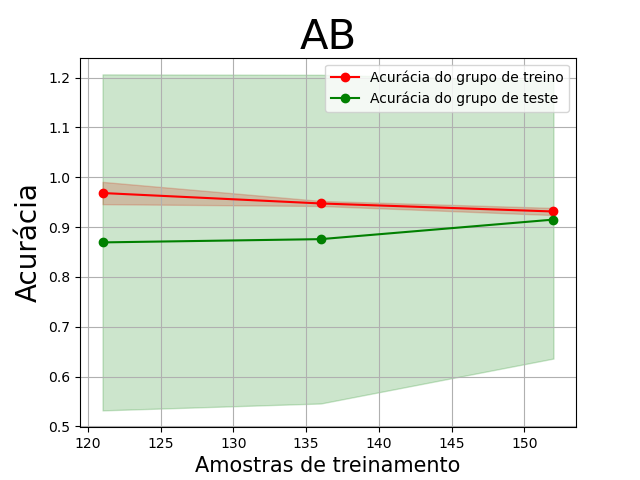 AB
Acurácia do grupo de treino
Acurácia do grupo de teste
Acurácia
1.2
1.1
1.0
0.9
0.8
0.7
0.6
0.5
120 125 130 135 140 145 150
Amostras de treinamento